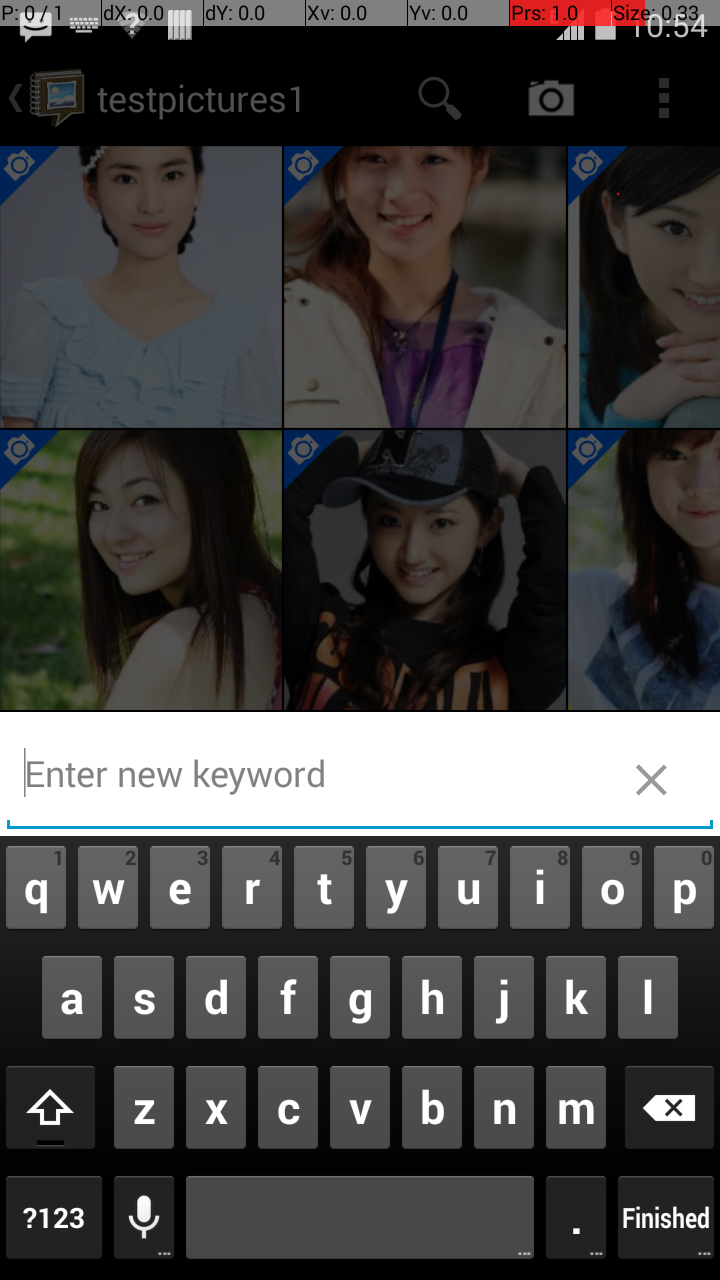 P: 0 / 1 dX: 0.0 dY: 0.0 Xv: 0.0 Yv: 0.0 Prs: 1.0 Size: 0.33
10:54
testpictures1
Enter new keyword
1 2 3 4 5 6 7 8 9 0
q w e r t y u i o p
a s d f g h j k l
z x c v b n m
?123 . Finished
... ... ... ...